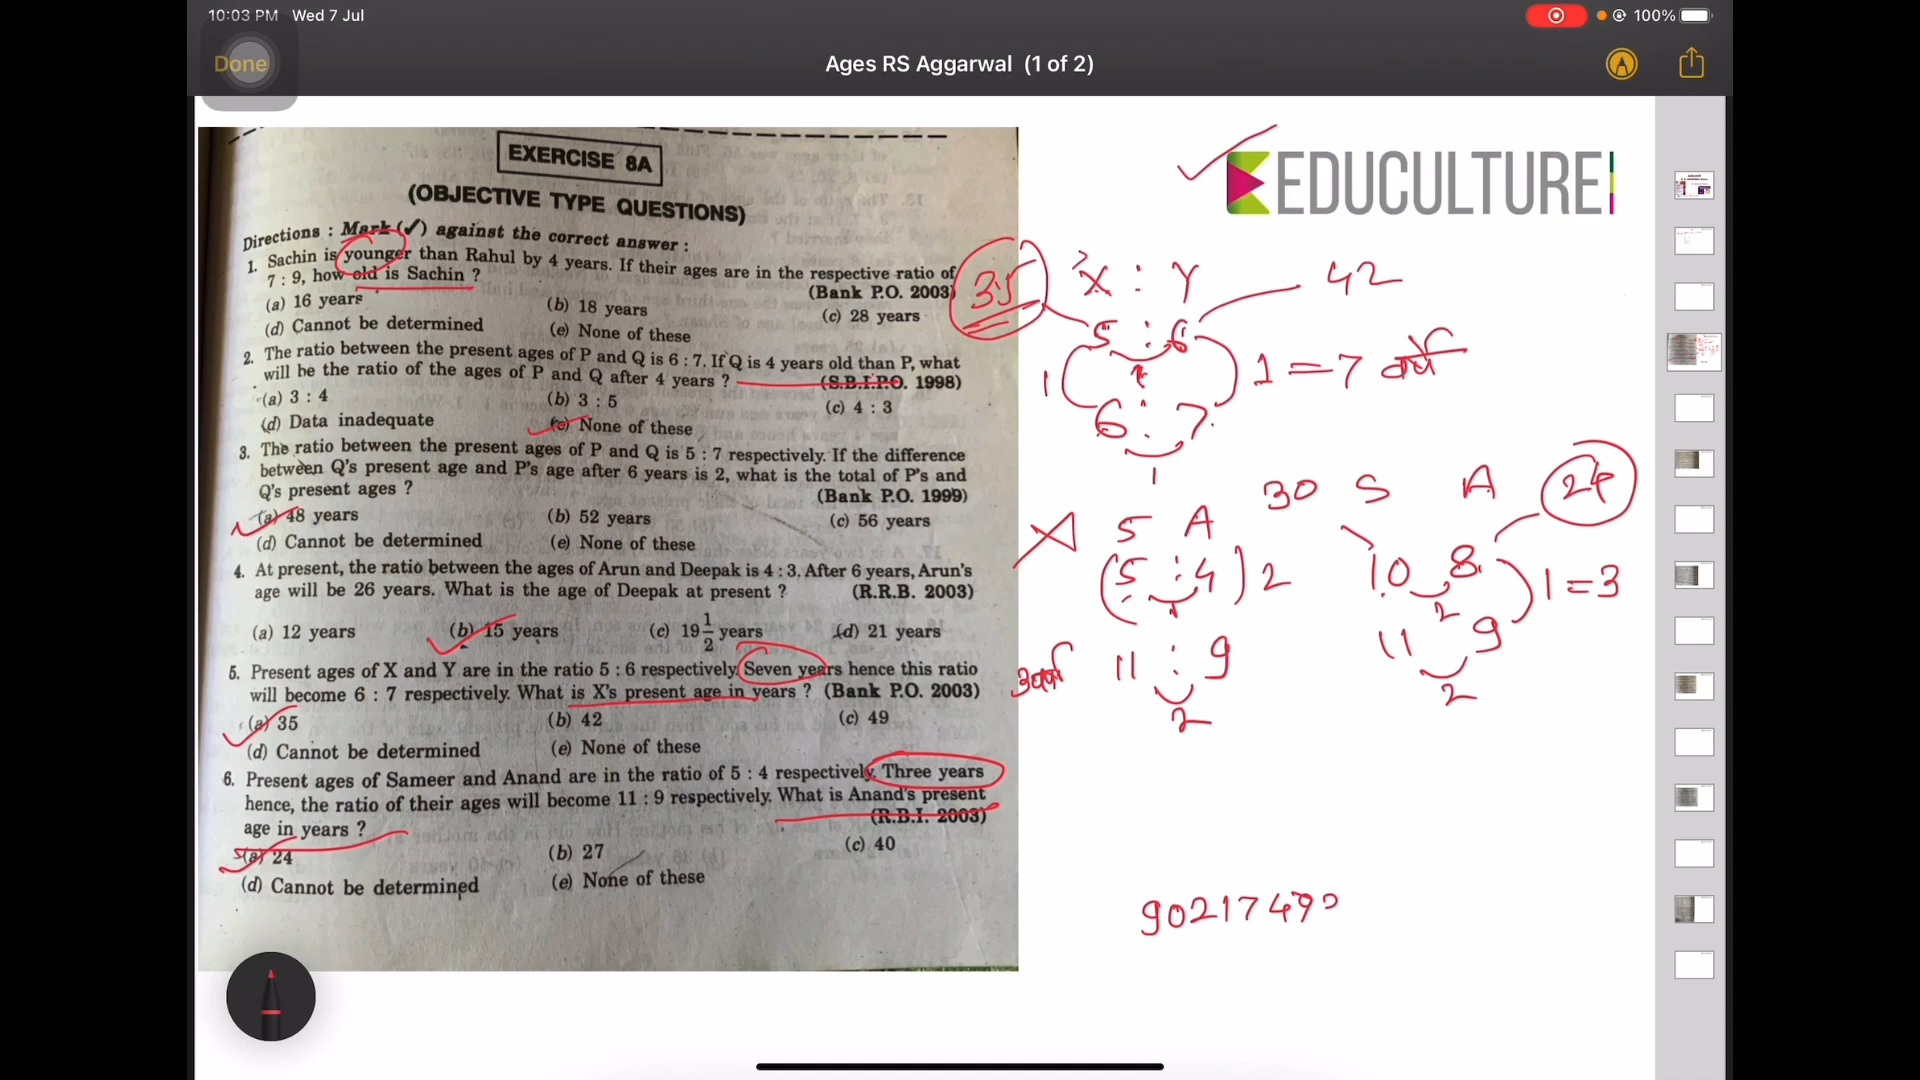 10:03 PM Wed 7 Jul
100%
Done
Ages RS Aggarwal (1 of 2)
EXERCISE 8A
(OBJECTIVE TYPE QUESTIONS)
Directions : Mark (✓) against the correct answer :
1. Sachin is younger than Rahul by 4 years. If their ages are in the respective ratio of
7 : 9, how old is Sachin ?
(Bank P.O. 2003)
(a) 16 years (b) 18 years (c) 28 years
(d) Cannot be determined (e) None of these
2. The ratio between the present ages of P and Q is 6 : 7. If Q is 4 years old than P, what
will be the ratio of the ages of P and Q after 4 years ? (S.B.I.P.O. 1998)
(a) 3 : 4 (b) 3 : 5 (c) 4 : 3
(d) Data inadequate (e) None of these
3. The ratio between the present ages of P and Q is 5 : 7 respectively. If the difference
between Q's present age and P's age after 6 years is 2, what is the total of P's and
Q's present ages ? (Bank P.O. 1999)
(a) 48 years (b) 52 years (c) 56 years
(d) Cannot be determined (e) None of these
4. At present, the ratio between the ages of Arun and Deepak is 4 : 3. After 6 years, Arun's
age will be 26 years. What is the age of Deepak at present ? (R.R.B. 2003)
(a) 12 years (b) 15 years (c) 19 1/2 years (d) 21 years
5. Present ages of X and Y are in the ratio 5 : 6 respectively. Seven years hence this ratio
will become 6 : 7 respectively. What is X's present age in years ? (Bank P.O. 2003)
(a) 35 (b) 42 (c) 49
(d) Cannot be determined (e) None of these
6. Present ages of Sameer and Anand are in the ratio of 5 : 4 respectively. Three years
hence, the ratio of their ages will become 11 : 9 respectively. What is Anand's present
age in years ? (R.B.I. 2003)
(a) 24 (b) 27 (c) 40
(d) Cannot be determined (e) None of these
EDUCULTURE
35 X : Y 42
5 : 6
1
1 1 = 7
6 : 7
1
S A
(5 : 4) 2
1
11 : 9
2
30 S A 24
10 8
2
1 = 3
11 9
2